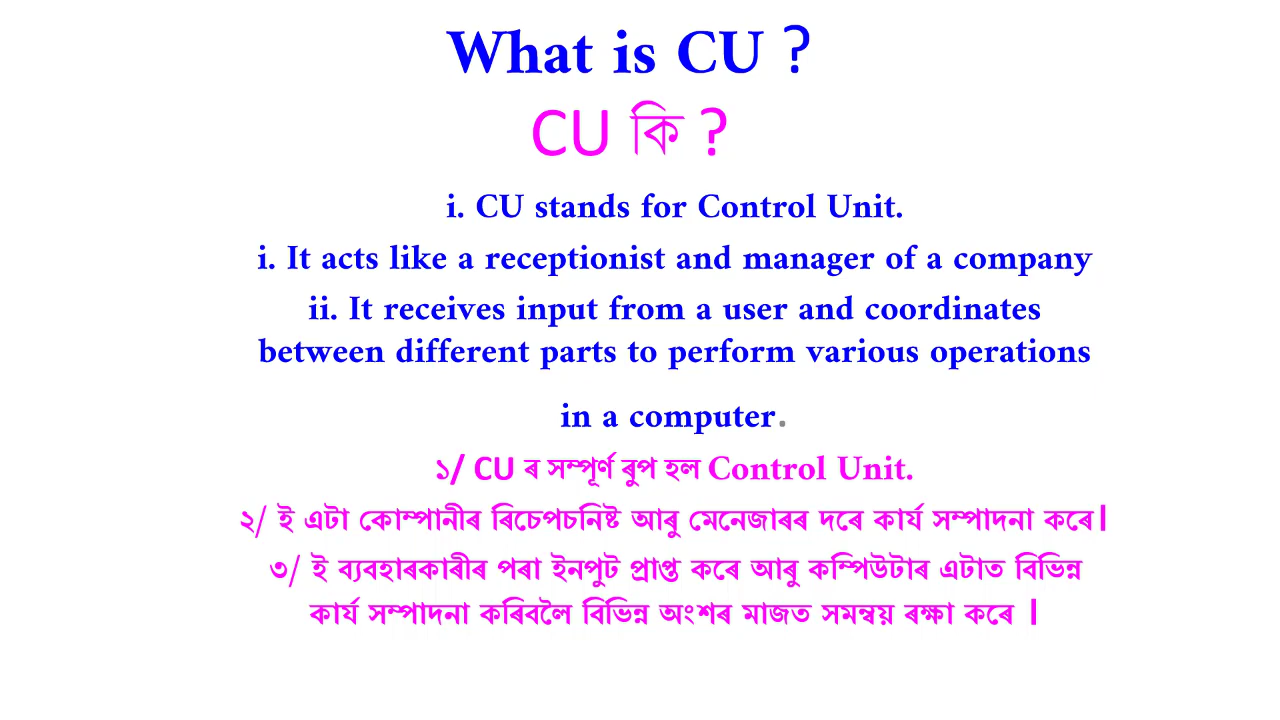 What is CU ?
CU কি ?
i. CU stands for Control Unit.
i. It acts like a receptionist and manager of a company
ii. It receives input from a user and coordinates
between different parts to perform various operations
in a computer.
১/ CU ৰ সম্পূৰ্ণ ৰুপ হল Control Unit.
২/ ই এটা কোম্পানীৰ ৰিচেপচনিষ্ট আৰু মেনেজাৰৰ দৰে কাৰ্য সম্পাদনা কৰে।
৩/ ই ব্যবহাৰকাৰীৰ পৰা ইনপুট প্ৰাপ্ত কৰে আৰু কম্পিউটাৰ এটাত বিভিন্ন
কাৰ্য সম্পাদনা কৰিবলৈ বিভিন্ন অংশৰ মাজত সমন্বয় ৰক্ষা কৰে ।